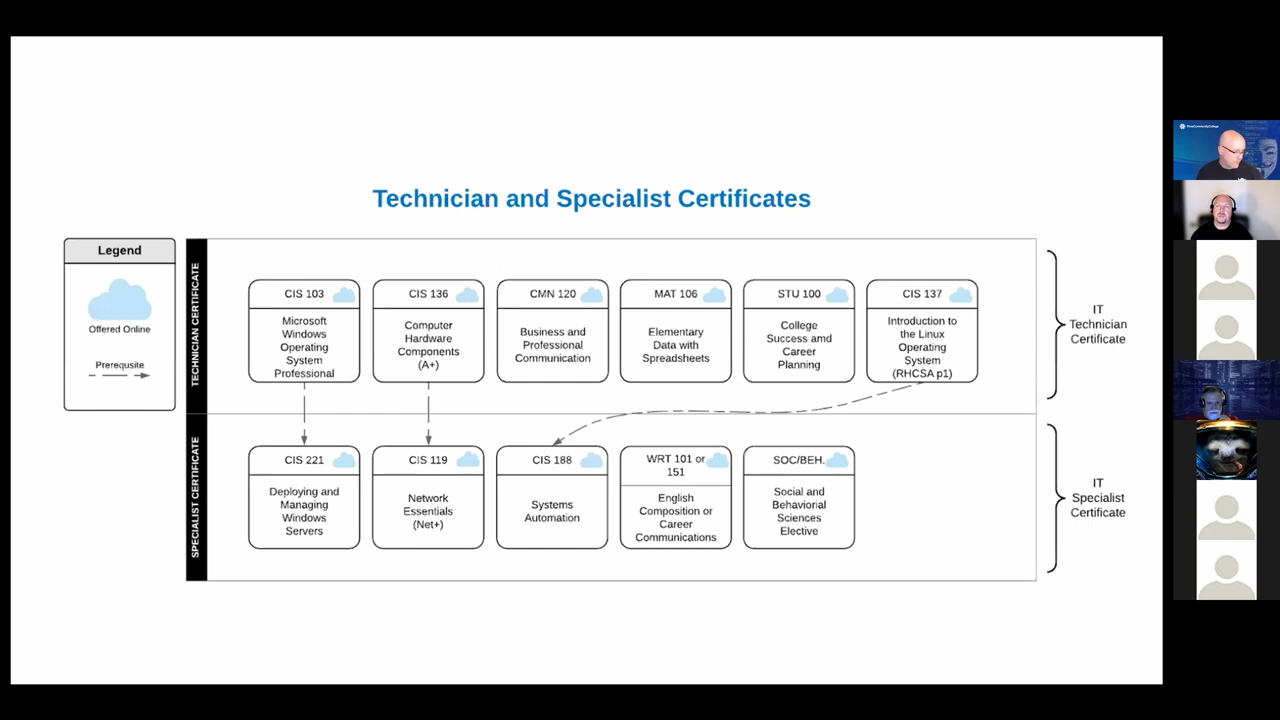 Technician and Specialist Certificates
Legend
Offered Online
Prerequsite
TECHNICIAN CERTIFICATE
CIS 103
Microsoft
Windows
Operating
System
Professional
CIS 136
Computer
Hardware
Components
(A+)
CMN 120
Business and
Professional
Communication
MAT 106
Elementary
Data with
Spreadsheets
STU 100
College
Success amd
Career
Planning
CIS 137
Introduction to
the Linux
Operating
System
(RHCSA p1)
IT
Technician
Certificate
SPECIALIST CERTIFICATE
CIS 221
Deploying and
Managing
Windows
Servers
CIS 119
Network
Essentials
(Net+)
CIS 188
Systems
Automation
WRT 101 or
151
English
Composition or
Career
Communications
SOC/BEH.
Social and
Behaviorial
Sciences
Elective
IT
Specialist
Certificate
PimaCommunityCollege